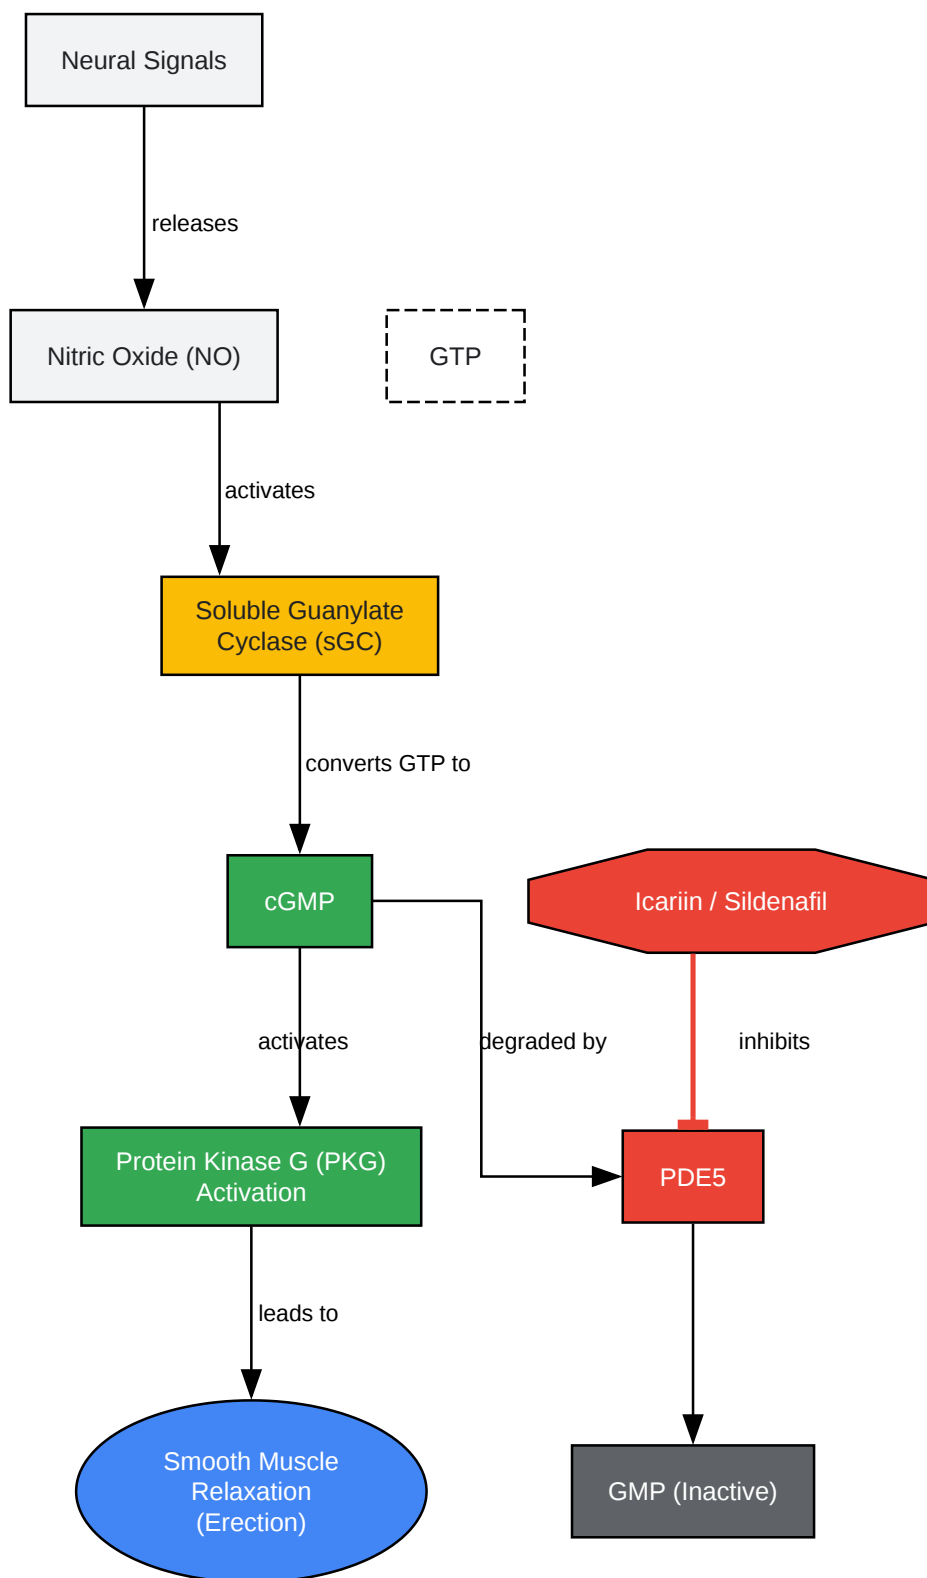 Neural Signals
releases
Nitric Oxide (NO)
GTP
activates
Soluble Guanylate
Cyclase (sGC)
converts GTP to
cGMP
Icariin / Sildenafil
activates
degraded by
inhibits
Protein Kinase G (PKG)
Activation
PDE5
leads to
Smooth Muscle
Relaxation
(Erection)
GMP (Inactive)